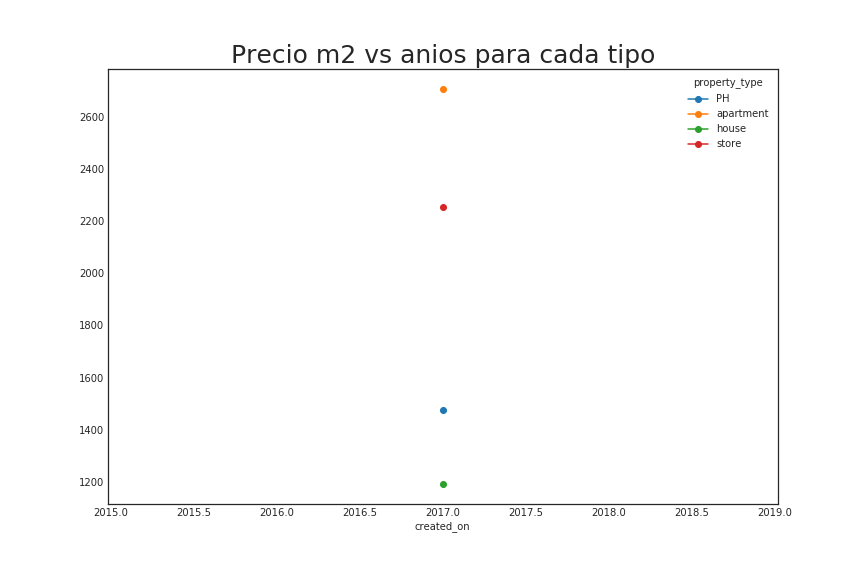 Precio m2 vs anios para cada tipo
property_type
PH
apartment
house
store
2600
2400
2200
2000
1800
1600
1400
1200
2015.0 2015.5 2016.0 2016.5 2017.0 2017.5 2018.0 2018.5 2019.0
created_on